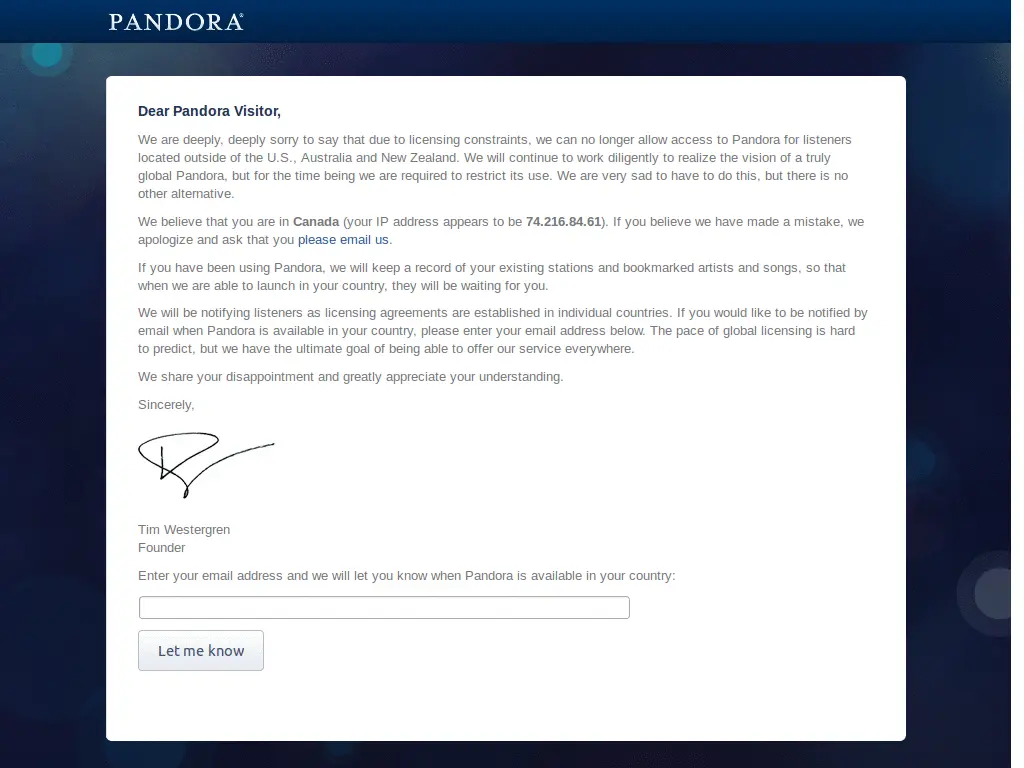 PANDORA®
Dear Pandora Visitor,
We are deeply, deeply sorry to say that due to licensing constraints, we can no longer allow access to Pandora for listeners
located outside of the U.S., Australia and New Zealand. We will continue to work diligently to realize the vision of a truly
global Pandora, but for the time being we are required to restrict its use. We are very sad to have to do this, but there is no
other alternative.
We believe that you are in Canada (your IP address appears to be 74.216.84.61). If you believe we have made a mistake, we
apologize and ask that you please email us.
If you have been using Pandora, we will keep a record of your existing stations and bookmarked artists and songs, so that
when we are able to launch in your country, they will be waiting for you.
We will be notifying listeners as licensing agreements are established in individual countries. If you would like to be notified by
email when Pandora is available in your country, please enter your email address below. The pace of global licensing is hard
to predict, but we have the ultimate goal of being able to offer our service everywhere.
We share your disappointment and greatly appreciate your understanding.
Sincerely,
Tim Westergren
Founder
Enter your email address and we will let you know when Pandora is available in your country:
Let me know